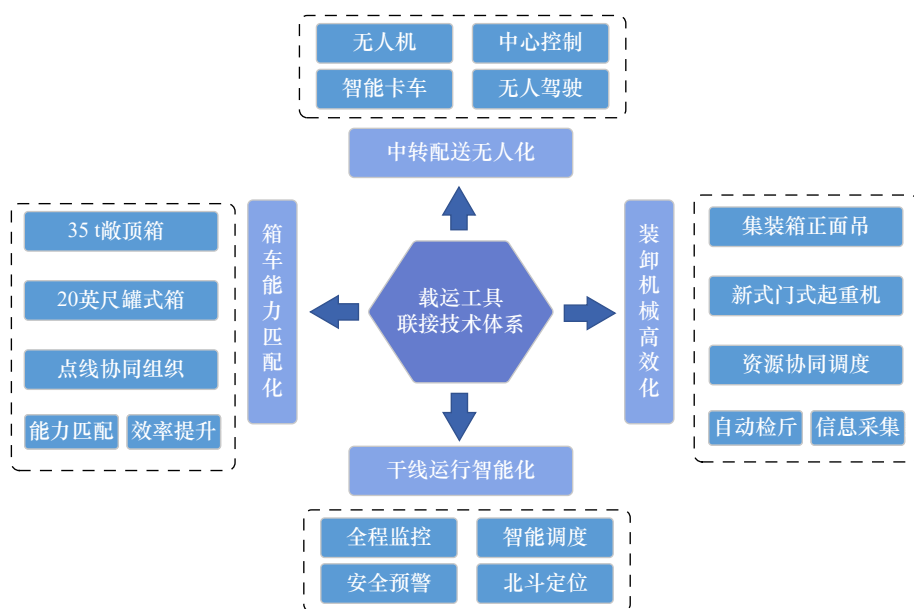 无人机
中心控制
智能卡车
无人驾驶
中转配送无人化
35 t敞顶箱
20英尺罐式箱
点线协同组织
能力匹配
效率提升
箱车能力匹配化
载运工具
联接技术体系
装卸机械高效化
集装箱正面吊
新式门式起重机
资源协同调度
自动检斤
信息采集
干线运行智能化
全程监控
智能调度
安全预警
北斗定位